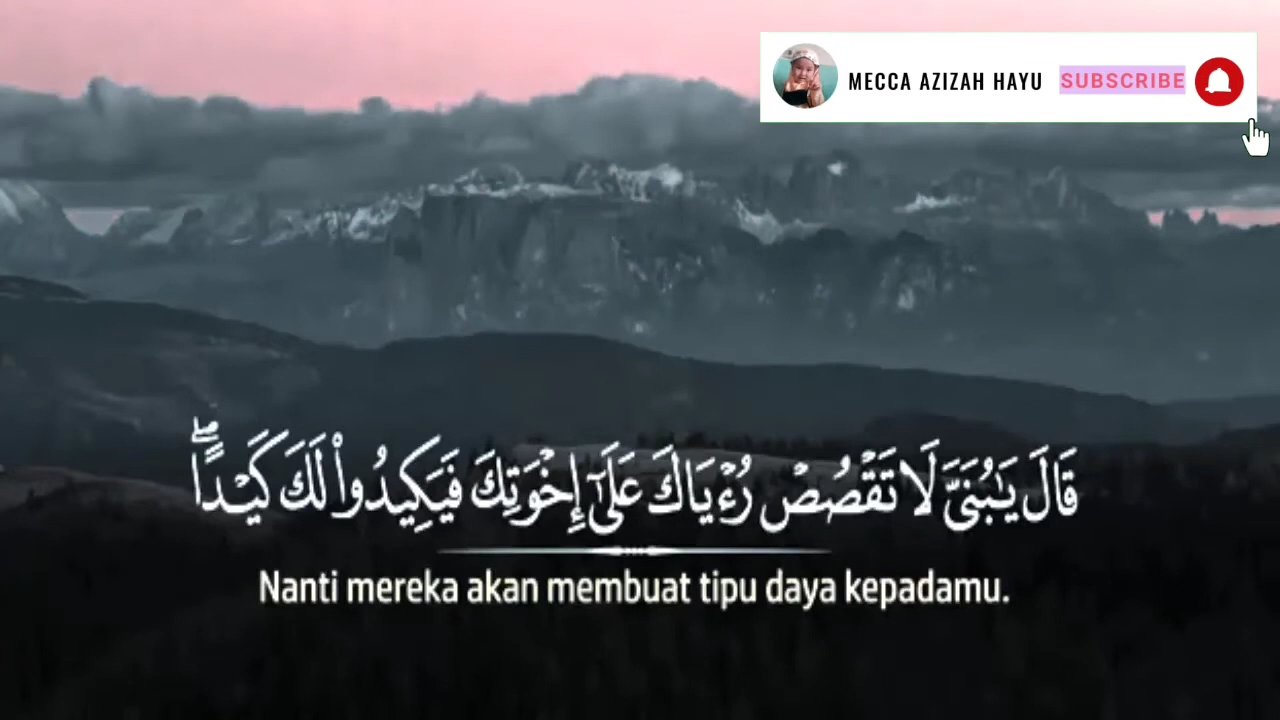 MECCA AZIZAH HAYU SUBSCRIBE
قَالَ يَٰبُنَىَّ لَا تَقْصُصْ رُءْيَاكَ عَلَىٰٓ إِخْوَتِكَ فَيَكِيدُوا۟ لَكَ كَيْدًا ۖ
Nanti mereka akan membuat tipu daya kepadamu.